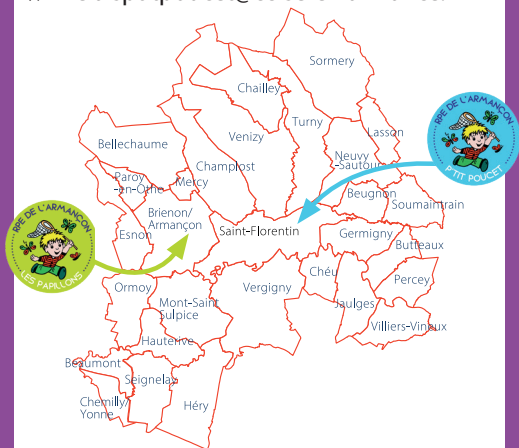 Sormery
Chailley
Turny
Lasson
Venizy
Bellechaume
Neuvy
-Sautour
Champlost
Paroy
-en-Othe
Mercy
Beugnon
Soumaintrain
Brienon/
Armançon
Esnon
Saint-Florentin
Germigny
Butteaux
Chéu
Ormoy
Vergigny
Percey
Mont-Saint
Sulpice
Jaulges
Villiers-Vineux
Hauterive
Beaumont
Seignelay
Chemilly/
Yonne
Héry
RPE DE L'ARMANÇON
P'TIT POUCET
RPE DE L'ARMANÇON
LES PAPILLONS